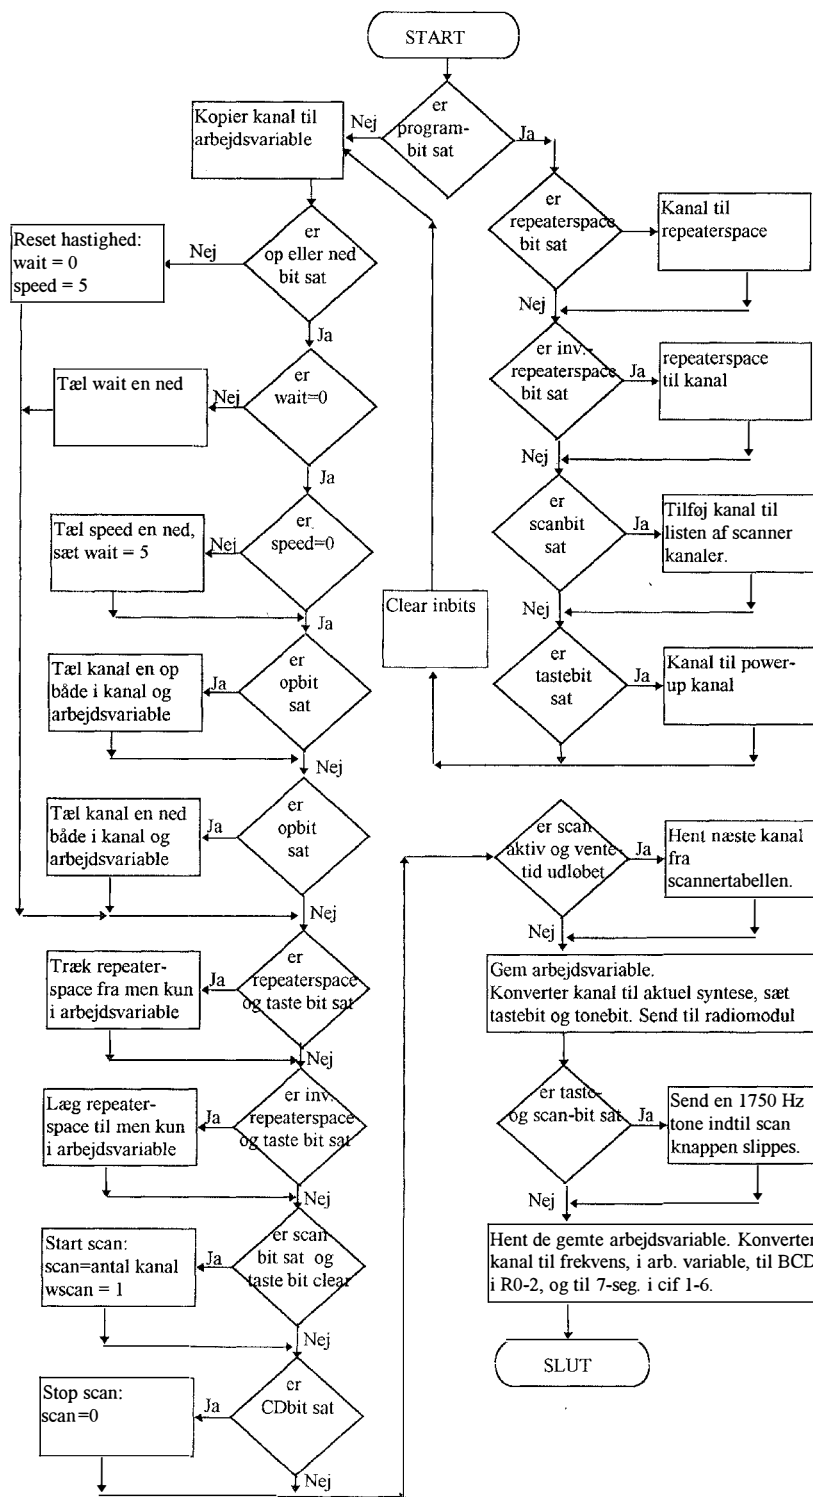 START
er
program-
bit sat
Nej
Ja
Kopier kanal til
arbejdsvariable
er
op eller ned
bit sat
Nej
Reset hastighed:
wait = 0
speed = 5
Ja
er
wait=0
Nej
Tæl wait en ned
Ja
er
speed=0
Nej
Tæl speed en ned,
sæt wait = 5
Ja
er
opbit
sat
Ja
Tæl kanal en op
både i kanal og
arbejdsvariable
Nej
er
opbit
sat
Ja
Tæl kanal en ned
både i kanal og
arbejdsvariable
Nej
er
repeaterspace
og taste bit sat
Ja
Træk repeater-
space fra men kun
i arbejdsvariable
Nej
er inv.
repeaterspace
og taste bit sat
Ja
Læg repeater-
space til men kun
i arbejdsvariable
Nej
er scan
bit sat og
taste bit clear
Ja
Start scan:
scan=antal kanal
wscan = 1
Nej
er
CDbit sat
Ja
Stop scan:
scan=0
Nej
er
repeaterspace
bit sat
Kanal til
repeaterspace
Nej
er inv.-
repeaterspace
bit sat
Ja
repeaterspace
til kanal
Nej
er
scanbit
sat
Ja
Tilføj kanal til
listen af scanner
kanaler.
Nej
er
tastebit
sat
Ja
Kanal til power-
up kanal
Clear inbits
er scan
aktiv og vente-
tid udløbet
Ja
Hent næste kanal
fra
scannertabellen.
Nej
Gem arbejdsvariable.
Konverter kanal til aktuel syntese, sæt
tastebit og tonebit. Send til radiomodul
er taste-
og scan-bit sat
Ja
Send en 1750 Hz
tone indtil scan
knappen slippes.
Nej
Hent de gemte arbejdsvariable. Konverter
kanal til frekvens, i arb. variable, til BCD
i R0-2, og til 7-seg. i cif 1-6.
SLUT